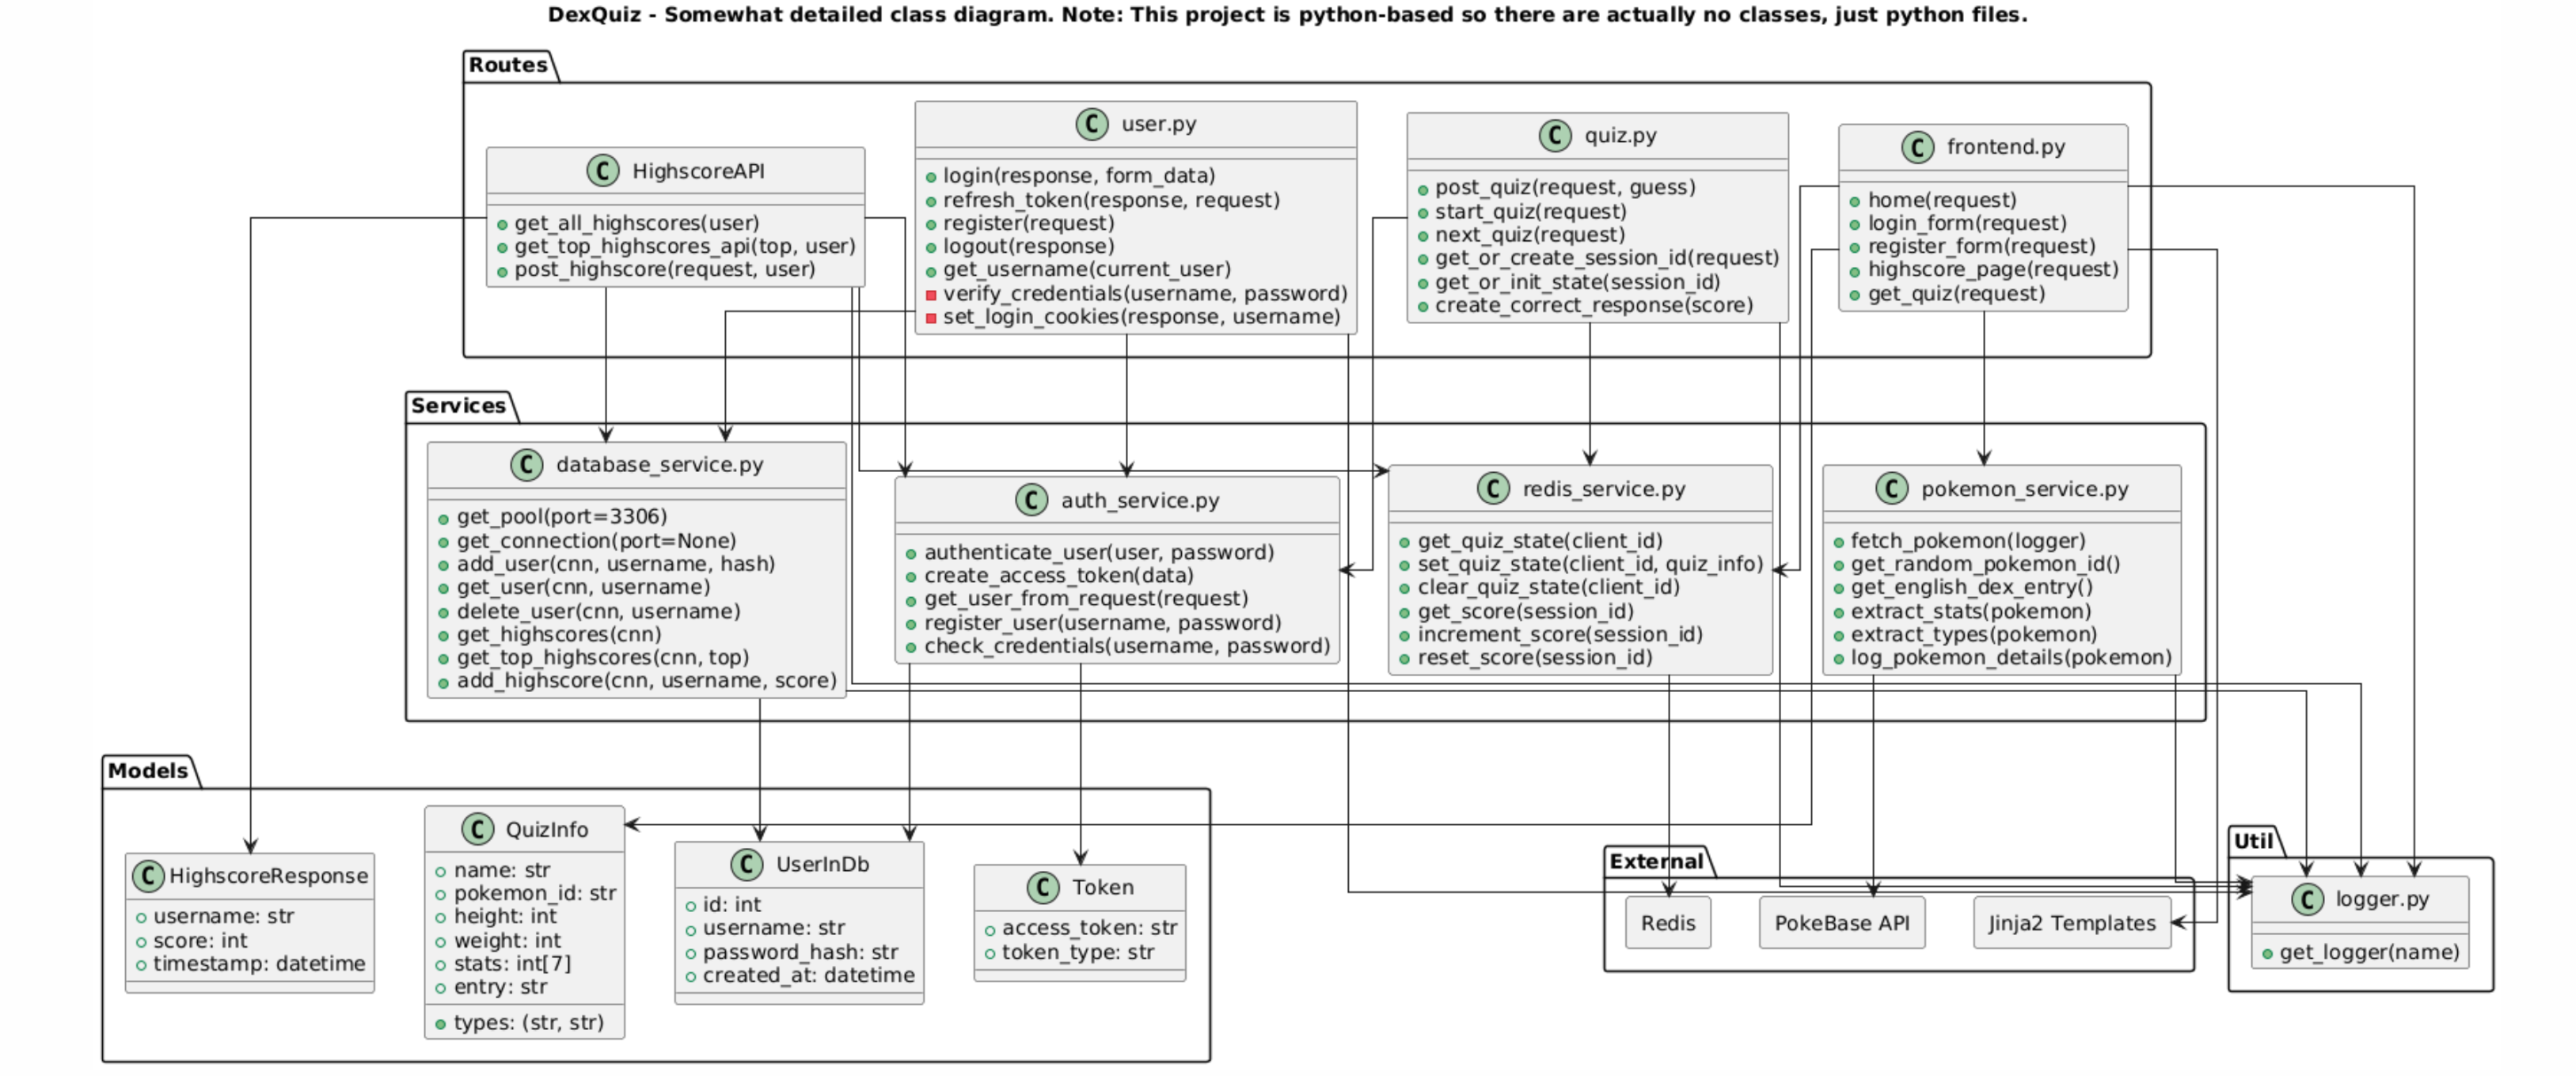 DexQuiz - Somewhat detailed class diagram. Note: This project is python-based so there are actually no classes, just python files.
Routes
C HighscoreAPI
get_all_highscores(user)
get_top_highscores_api(top, user)
post_highscore(request, user)
C user.py
login(response, form_data)
refresh_token(response, request)
register(request)
logout(response)
get_username(current_user)
verify_credentials(username, password)
set_login_cookies(response, username)
C quiz.py
post_quiz(request, guess)
start_quiz(request)
next_quiz(request)
get_or_create_session_id(request)
get_or_init_state(session_id)
create_correct_response(score)
C frontend.py
home(request)
login_form(request)
register_form(request)
highscore_page(request)
get_quiz(request)
Services
C database_service.py
get_pool(port=3306)
get_connection(port=None)
add_user(cnn, username, hash)
get_user(cnn, username)
delete_user(cnn, username)
get_highscores(cnn)
get_top_highscores(cnn, top)
add_highscore(cnn, username, score)
C auth_service.py
authenticate_user(user, password)
create_access_token(data)
get_user_from_request(request)
register_user(username, password)
check_credentials(username, password)
C redis_service.py
get_quiz_state(client_id)
set_quiz_state(client_id, quiz_info)
clear_quiz_state(client_id)
get_score(session_id)
increment_score(session_id)
reset_score(session_id)
C pokemon_service.py
fetch_pokemon(logger)
get_random_pokemon_id()
get_english_dex_entry()
extract_stats(pokemon)
extract_types(pokemon)
log_pokemon_details(pokemon)
Models
C HighscoreResponse
username: str
score: int
timestamp: datetime
C QuizInfo
name: str
pokemon_id: str
height: int
weight: int
stats: int[7]
entry: str
types: (str, str)
C UserInDb
id: int
username: str
password_hash: str
created_at: datetime
C Token
access_token: str
token_type: str
External
Redis
PokeBase API
Jinja2 Templates
Util
C logger.py
get_logger(name)